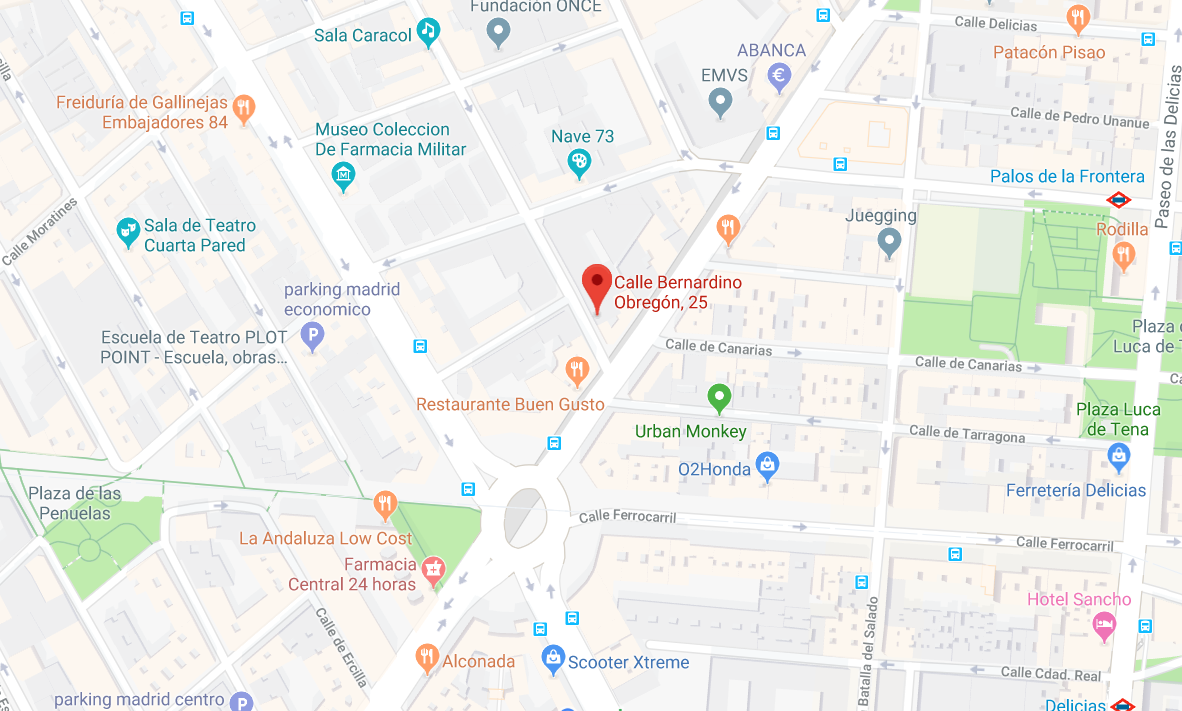 Fundación ONCE
Calle Delicias
Sala Caracol
Patacón Pisao
ABANCA
EMVS
Freiduría de Gallinejas
Embajadores 84
Calle de Pedro Unanue
Paseo de las Delicias
Museo Coleccion
De Farmacia Militar
Nave 73
Palos de la Frontera
Calle Moratines
Sala de Teatro
Cuarta Pared
Juegging
Rodilla
parking madrid
economico
Calle Bernardino
Obregón, 25
Escuela de Teatro PLOT
POINT - Escuela, obras...
Plaza
Luca de
Calle de Canarias
Calle de Canarias
Restaurante Buen Gusto
Urban Monkey
Plaza Luca
de Tena
Calle de Tarragona
O2Honda
Ferretería Delicias
Plaza de las
Penuelas
Calle Ferrocarril
La Andaluza Low Cost
Calle Ferrocarril
Farmacia
Central 24 horas
Hotel Sancho
Calle de Ercilla
Batalla del Salado
Alconada
Scooter Xtreme
Calle Cdad. Real
parking madrid centro
Delicias